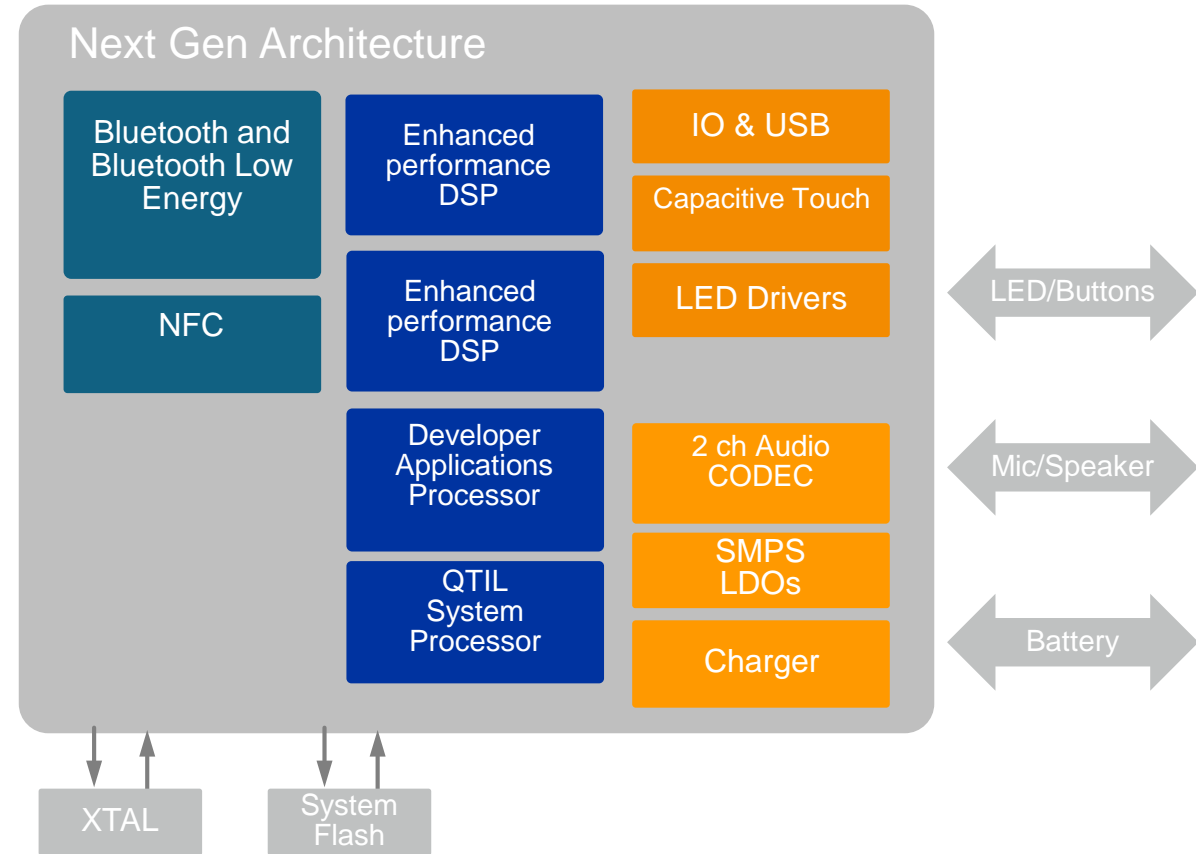 Next Gen Architecture
Bluetooth and
Bluetooth Low
Energy
NFC
Enhanced
performance
DSP
Enhanced
performance
DSP
Developer
Applications
Processor
QTIL
System
Processor
IO & USB
Capacitive Touch
LED Drivers
2 ch Audio
CODEC
SMPS
LDOs
Charger
LED/Buttons
Mic/Speaker
Battery
XTAL
System
Flash